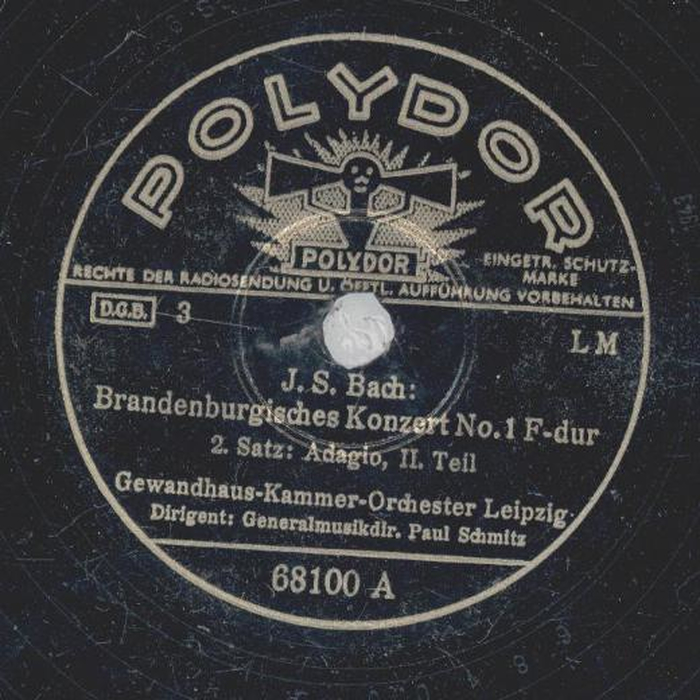 POLYDOR
POLYDOR
EINGETR. SCHUTZ-
MARKE
RECHTE DER RADIOSENDUNG U. ÖFFTL. AUFFÜHRUNG VORBEHALTEN
D.G.B. 3
L M
J. S. Bach:
Brandenburgisches Konzert No. 1 F-dur
2. Satz: Adagio, II. Teil
Gewandhaus-Kammer-Orchester Leipzig
Dirigent: Generalmusikdir. Paul Schmitz
68100 A